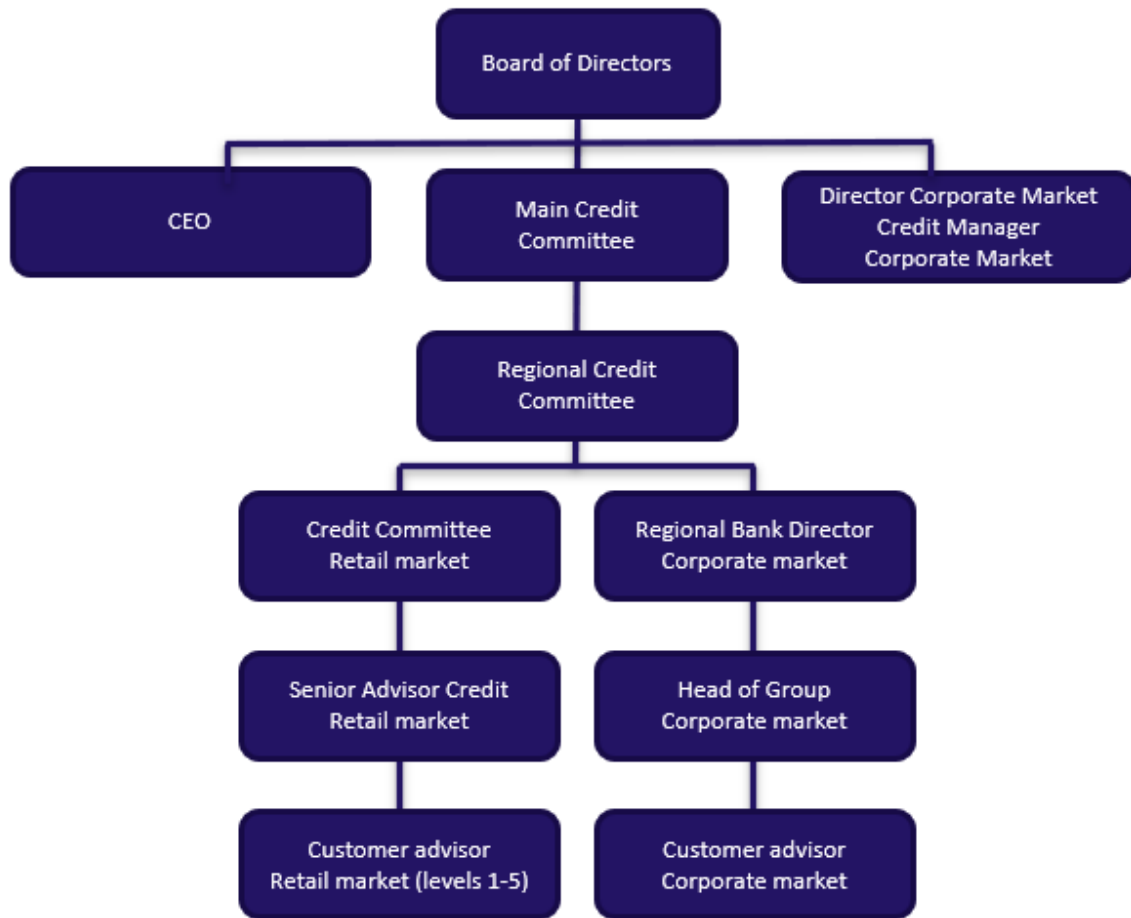 Board of Directors
CEO
Main Credit
Committee
Director Corporate Market
Credit Manager
Corporate Market
Regional Credit
Committee
Credit Committee
Retail market
Regional Bank Director
Corporate market
Senior Advisor Credit
Retail market
Head of Group
Corporate market
Customer advisor
Retail market (levels 1-5)
Customer advisor
Corporate market